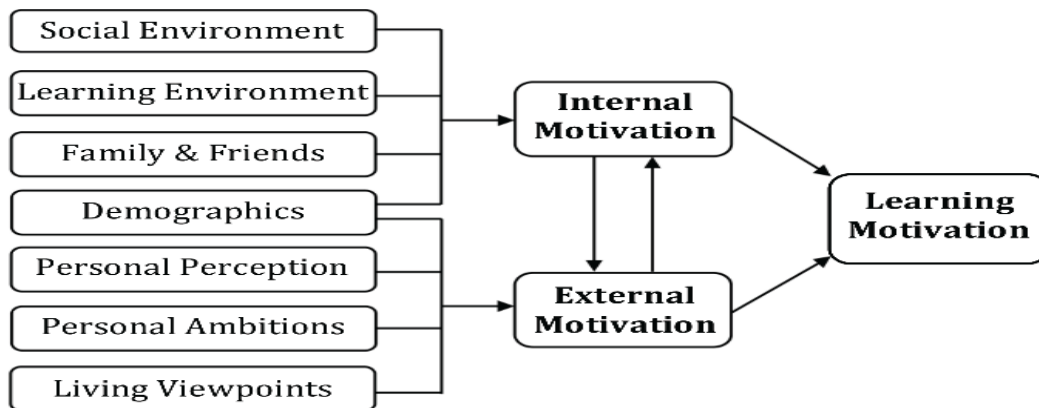 Social Environment
Learning Environment
Family & Friends
Demographics
Personal Perception
Personal Ambitions
Living Viewpoints
Internal
Motivation
External
Motivation
Learning
Motivation